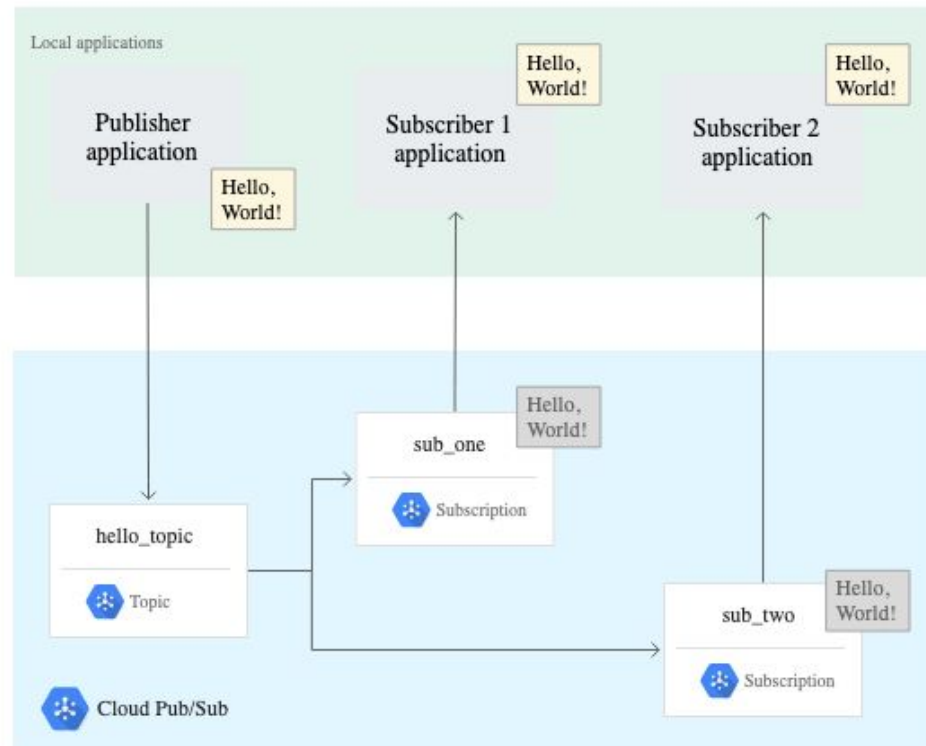 Local applications
Publisher
application
Hello,
World!
Subscriber 1
application
Hello,
World!
Subscriber 2
application
Hello,
World!
hello_topic
Topic
sub_one
Subscription
Hello,
World!
sub_two
Subscription
Hello,
World!
Cloud Pub/Sub